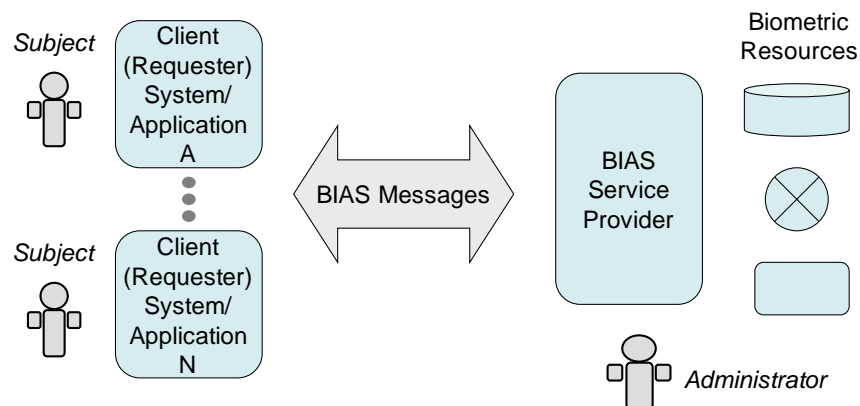 Subject
Client
(Requester)
System/
Application
A
Subject
Client
(Requester)
System/
Application
N
BIAS Messages
BIAS
Service
Provider
Biometric
Resources
Administrator